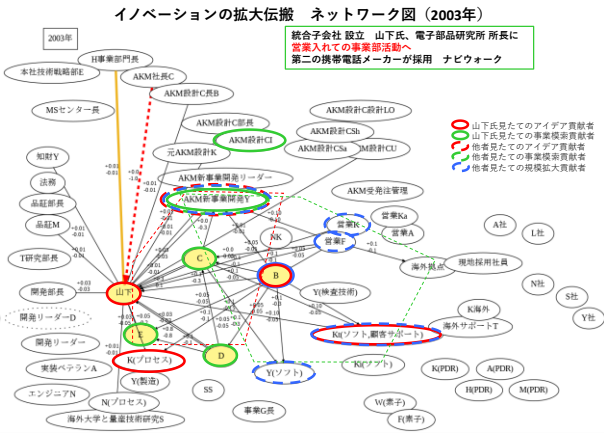 イノベーションの拡大伝搬　ネットワーク図（2003年）
2003年
統合子会社 設立　山下氏、電子部品研究所 所長に
営業入れての事業部活動へ
第二の携帯電話メーカーが採用　ナビウォーク
H事業部門長
本社技術戦略部E
AKM社長C
AKM設計C長B
MSセンター長
AKM設計C設計LO
AKM設計C部長
AKM設計CSh
AKM設計CI
AKM設計CSa
M設計CU
元AKM設計K
山下氏見たてのアイデア貢献者
山下氏見たての事業模索貢献者
他者見たてのアイデア貢献者
他者見たての事業模索貢献者
他者見たての規模拡大貢献者
知財Y
法務
品証部長
品証M
T研究部長
開発部長
開発リーダーD
開発リーダー
実装ベテランA
エンジニアN
AKM新事業開発リーダー
AKM新事業開発Y
AKM受発注管理
営業K
営業Ka
営業F
営業A
NK
A社
L社
C
B
海外拠点
現地採用社員
N社
S社
Y社
山下
Y(検査技術)
K海外
海外サポートT
Ki(ソフト,顧客サポート)
D
K(プロセス)
Y(製造)
Y(ソフト)
Ki(ソフト)
K(PDR)
A(PDR)
H(PDR)
M(PDR)
SS
N(プロセス)
海外大学と量産技術研究S
事業G長
W(素子)
F(素子)